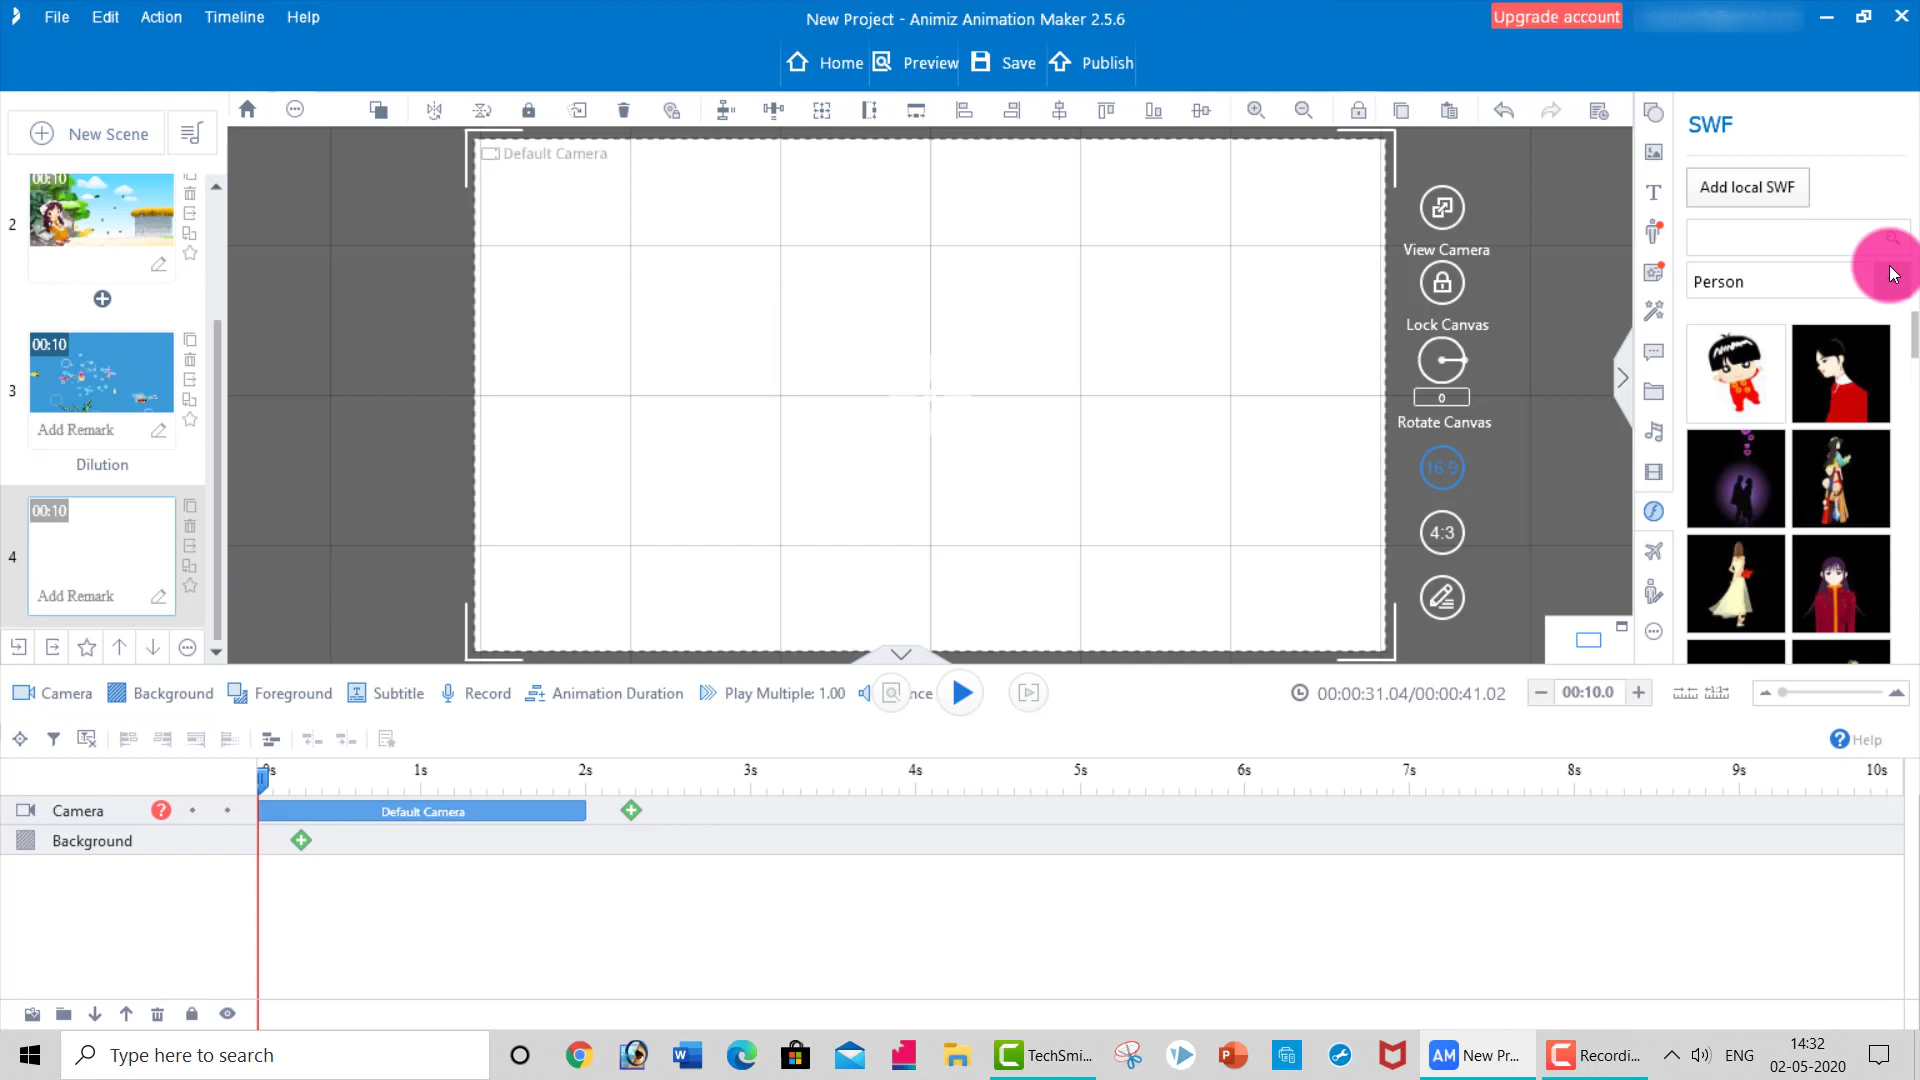 File Edit Action Timeline Help
New Project - Animiz Animation Maker 2.5.6
Upgrade account
Home Preview Save Publish
New Scene
SWF
Add local SWF
Person
Default Camera
View Camera
Lock Canvas
0
Rotate Canvas
16:9
4:3
00:10
2
00:10
3
Add Remark
Dilution
00:10
4
Add Remark
Camera Background Foreground Subtitle Record Animation Duration Play Multiple: 1.00 nce
00:00:31.04/00:00:41.02
00:10.0
Help
0s 1s 2s 3s 4s 5s 6s 7s 8s 9s 10s
Camera ? Default Camera
Background
Type here to search
TechSmi...
AM New Pr...
Recordi...
ENG
14:32
02-05-2020